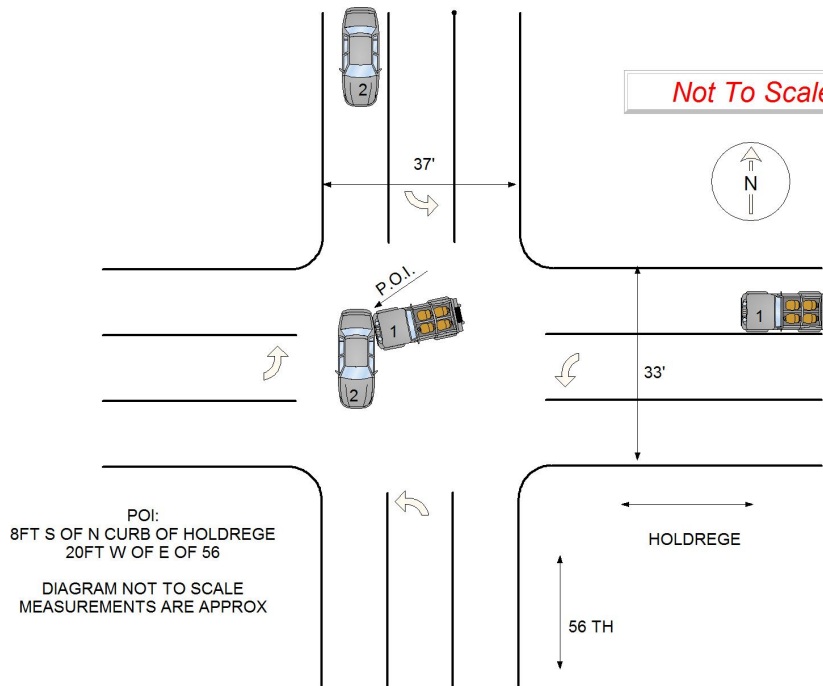 2
Not To Scale
37'
N
P.O.I.
1
1
2
33'
POI:
8FT S OF N CURB OF HOLDREGE
20FT W OF E OF 56
DIAGRAM NOT TO SCALE
MEASUREMENTS ARE APPROX
HOLDREGE
56 TH